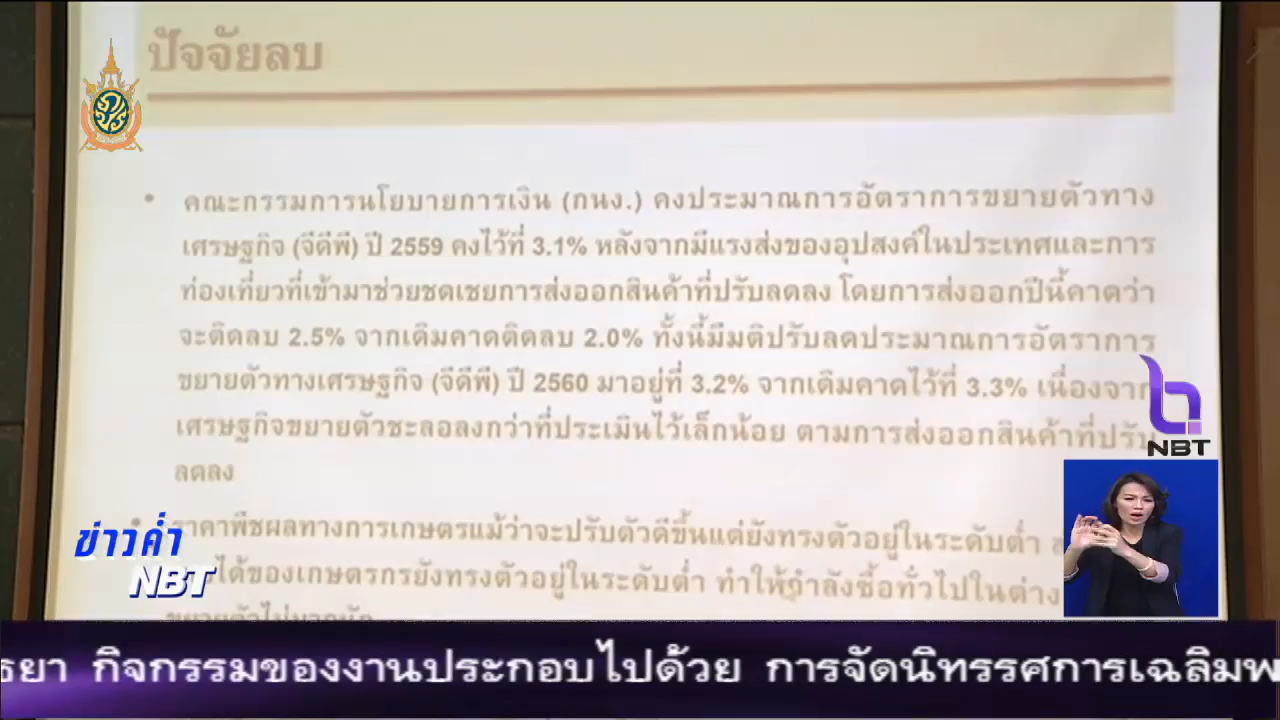 ปัจจัยลบ
• คณะกรรมการนโยบายการเงิน (กนง.) คงประมาณการอัตราการขยายตัวทาง
เศรษฐกิจ (จีดีพี) ปี 2559 คงไว้ที่ 3.1% หลังจากมีแรงส่งของอุปสงค์ในประเทศและการ
ท่องเที่ยวที่เข้ามาช่วยชดเชยการส่งออกสินค้าที่ปรับลดลง โดยการส่งออกปีนี้คาดว่า
จะติดลบ 2.5% จากเดิมคาดติดลบ 2.0% ทั้งนี้มีมติปรับลดประมาณการอัตราการ
ขยายตัวทางเศรษฐกิจ (จีดีพี) ปี 2560 มาอยู่ที่ 3.2% จากเดิมคาดไว้ที่ 3.3% เนื่องจาก
เศรษฐกิจขยายตัวชะลอลงกว่าที่ประเมินไว้เล็กน้อย ตามการส่งออกสินค้าที่ปรับ
ลดลง
ราคาพืชผลทางการเกษตรแม้ว่าจะปรับตัวดีขึ้นแต่ยังทรงตัวอยู่ในระดับต่ำ
ได้ของเกษตรกรยังทรงตัวอยู่ในระดับต่ำ ทำให้กำลังซื้อทั่วไปในต่าง
NBT
ข่าวค่ำ
NBT
ธยา กิจกรรมของงานประกอบไปด้วย การจัดนิทรรศการเฉลิมพ